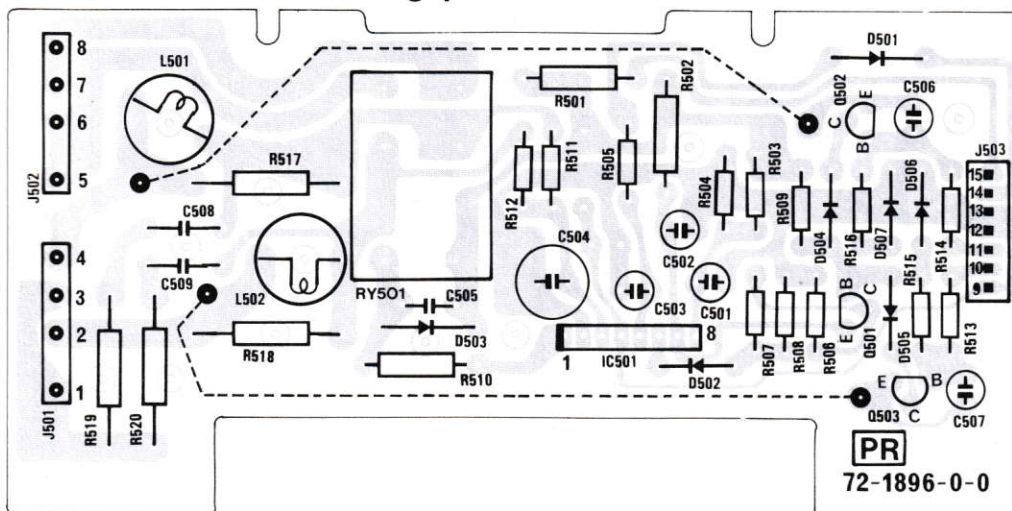 8
7
6
5
J502
L501
R517
C508
C509
L502
R518
4
3
2
1
J501
R519
R520
RY501
C505
D503
R510
R501
R502
R512
R511
R505
C504
C502
C503
C501
1
IC501
8
D502
R504
R503
R509
D504
R516
D507
D506
R515
R514
D501
Q502
C
E
B
C506
J503
15
14
13
12
11
10
9
R507
R508
R506
E
B
C
Q501
D505
R513
E
B
C
Q503
C507
PR
72-1896-0-0